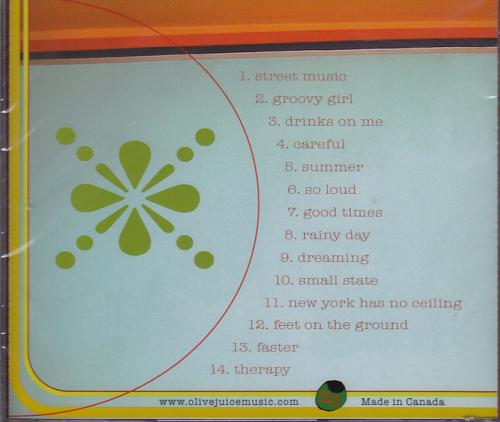 1. street music
2. groovy girl
3. drinks on me
4. careful
5. summer
6. so loud
7. good times
8. rainy day
9. dreaming
10. small state
11. new york has no ceiling
12. feet on the ground
13. faster
14. therapy
www.olivejuicemusic.com Made in Canada